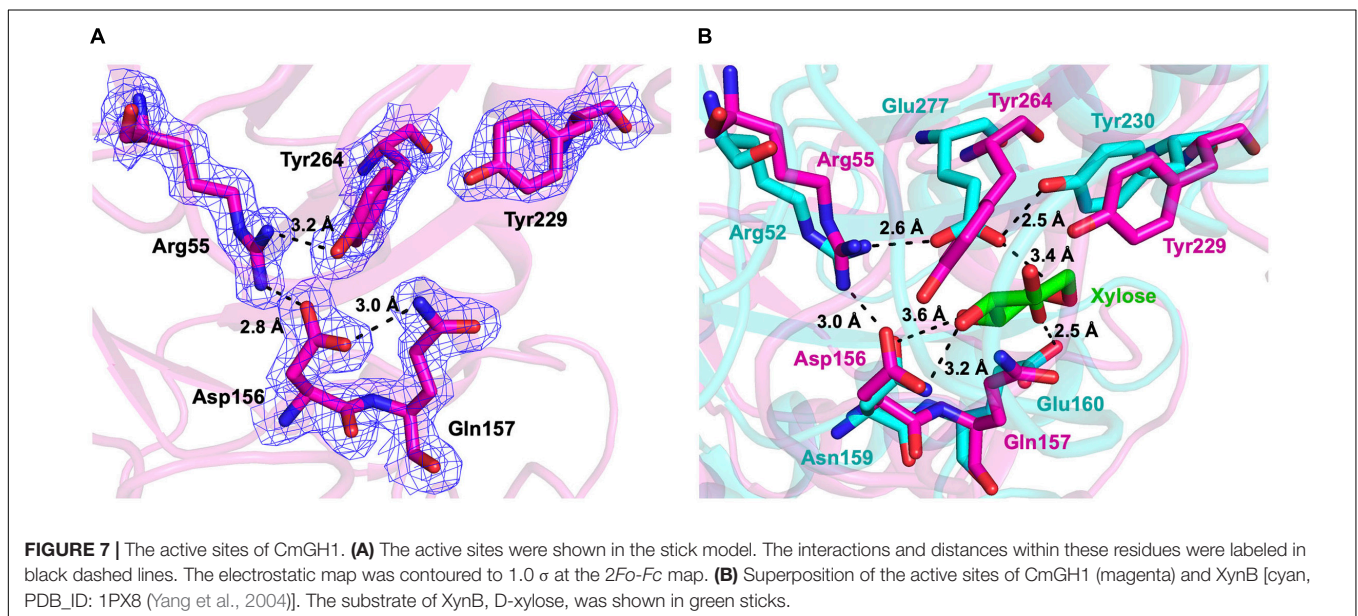 A
B
Glu277
Tyr264
Tyr230
Tyr264
Arg55
Tyr229
3.2 Å
2.6 Å
2.5 Å
Arg55
Arg52
Tyr229
3.4 Å
3.0 Å
Xylose
2.8 Å
3.0 Å
3.6 Å
2.5 Å
Asp156
Asp156
3.2 Å
Glu160
Gln157
Gln157
Asn159
FIGURE 7 | The active sites of CmGH1. (A) The active sites were shown in the stick model. The interactions and distances within these residues were labeled in
black dashed lines. The electrostatic map was contoured to 1.0 σ at the 2Fo-Fc map. (B) Superposition of the active sites of CmGH1 (magenta) and XynB [cyan,
PDB_ID: 1PX8 (Yang et al., 2004)]. The substrate of XynB, D-xylose, was shown in green sticks.